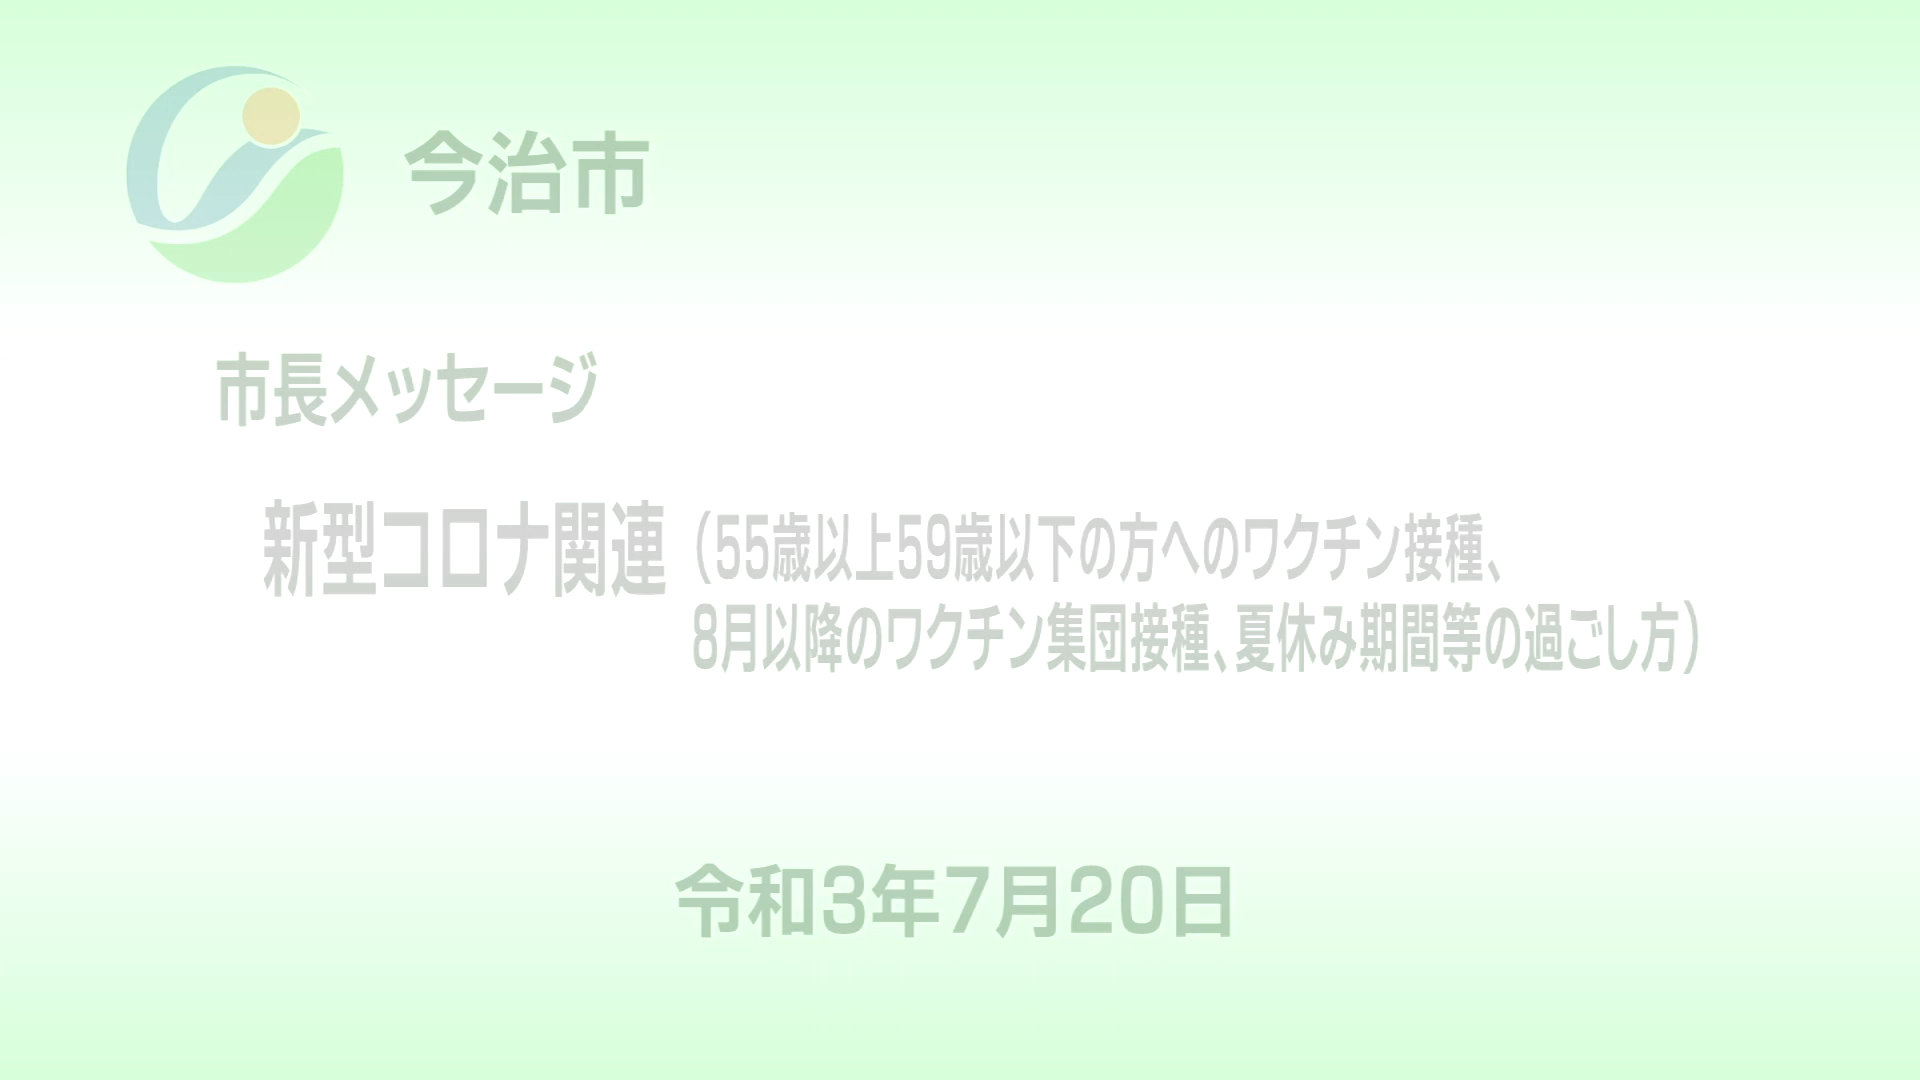 今治市
市長メッセージ
新型コロナ関連（55歳以上59歳以下の方へのワクチン接種、
8月以降のワクチン集団接種、夏休み期間等の過ごし方）
令和3年7月20日